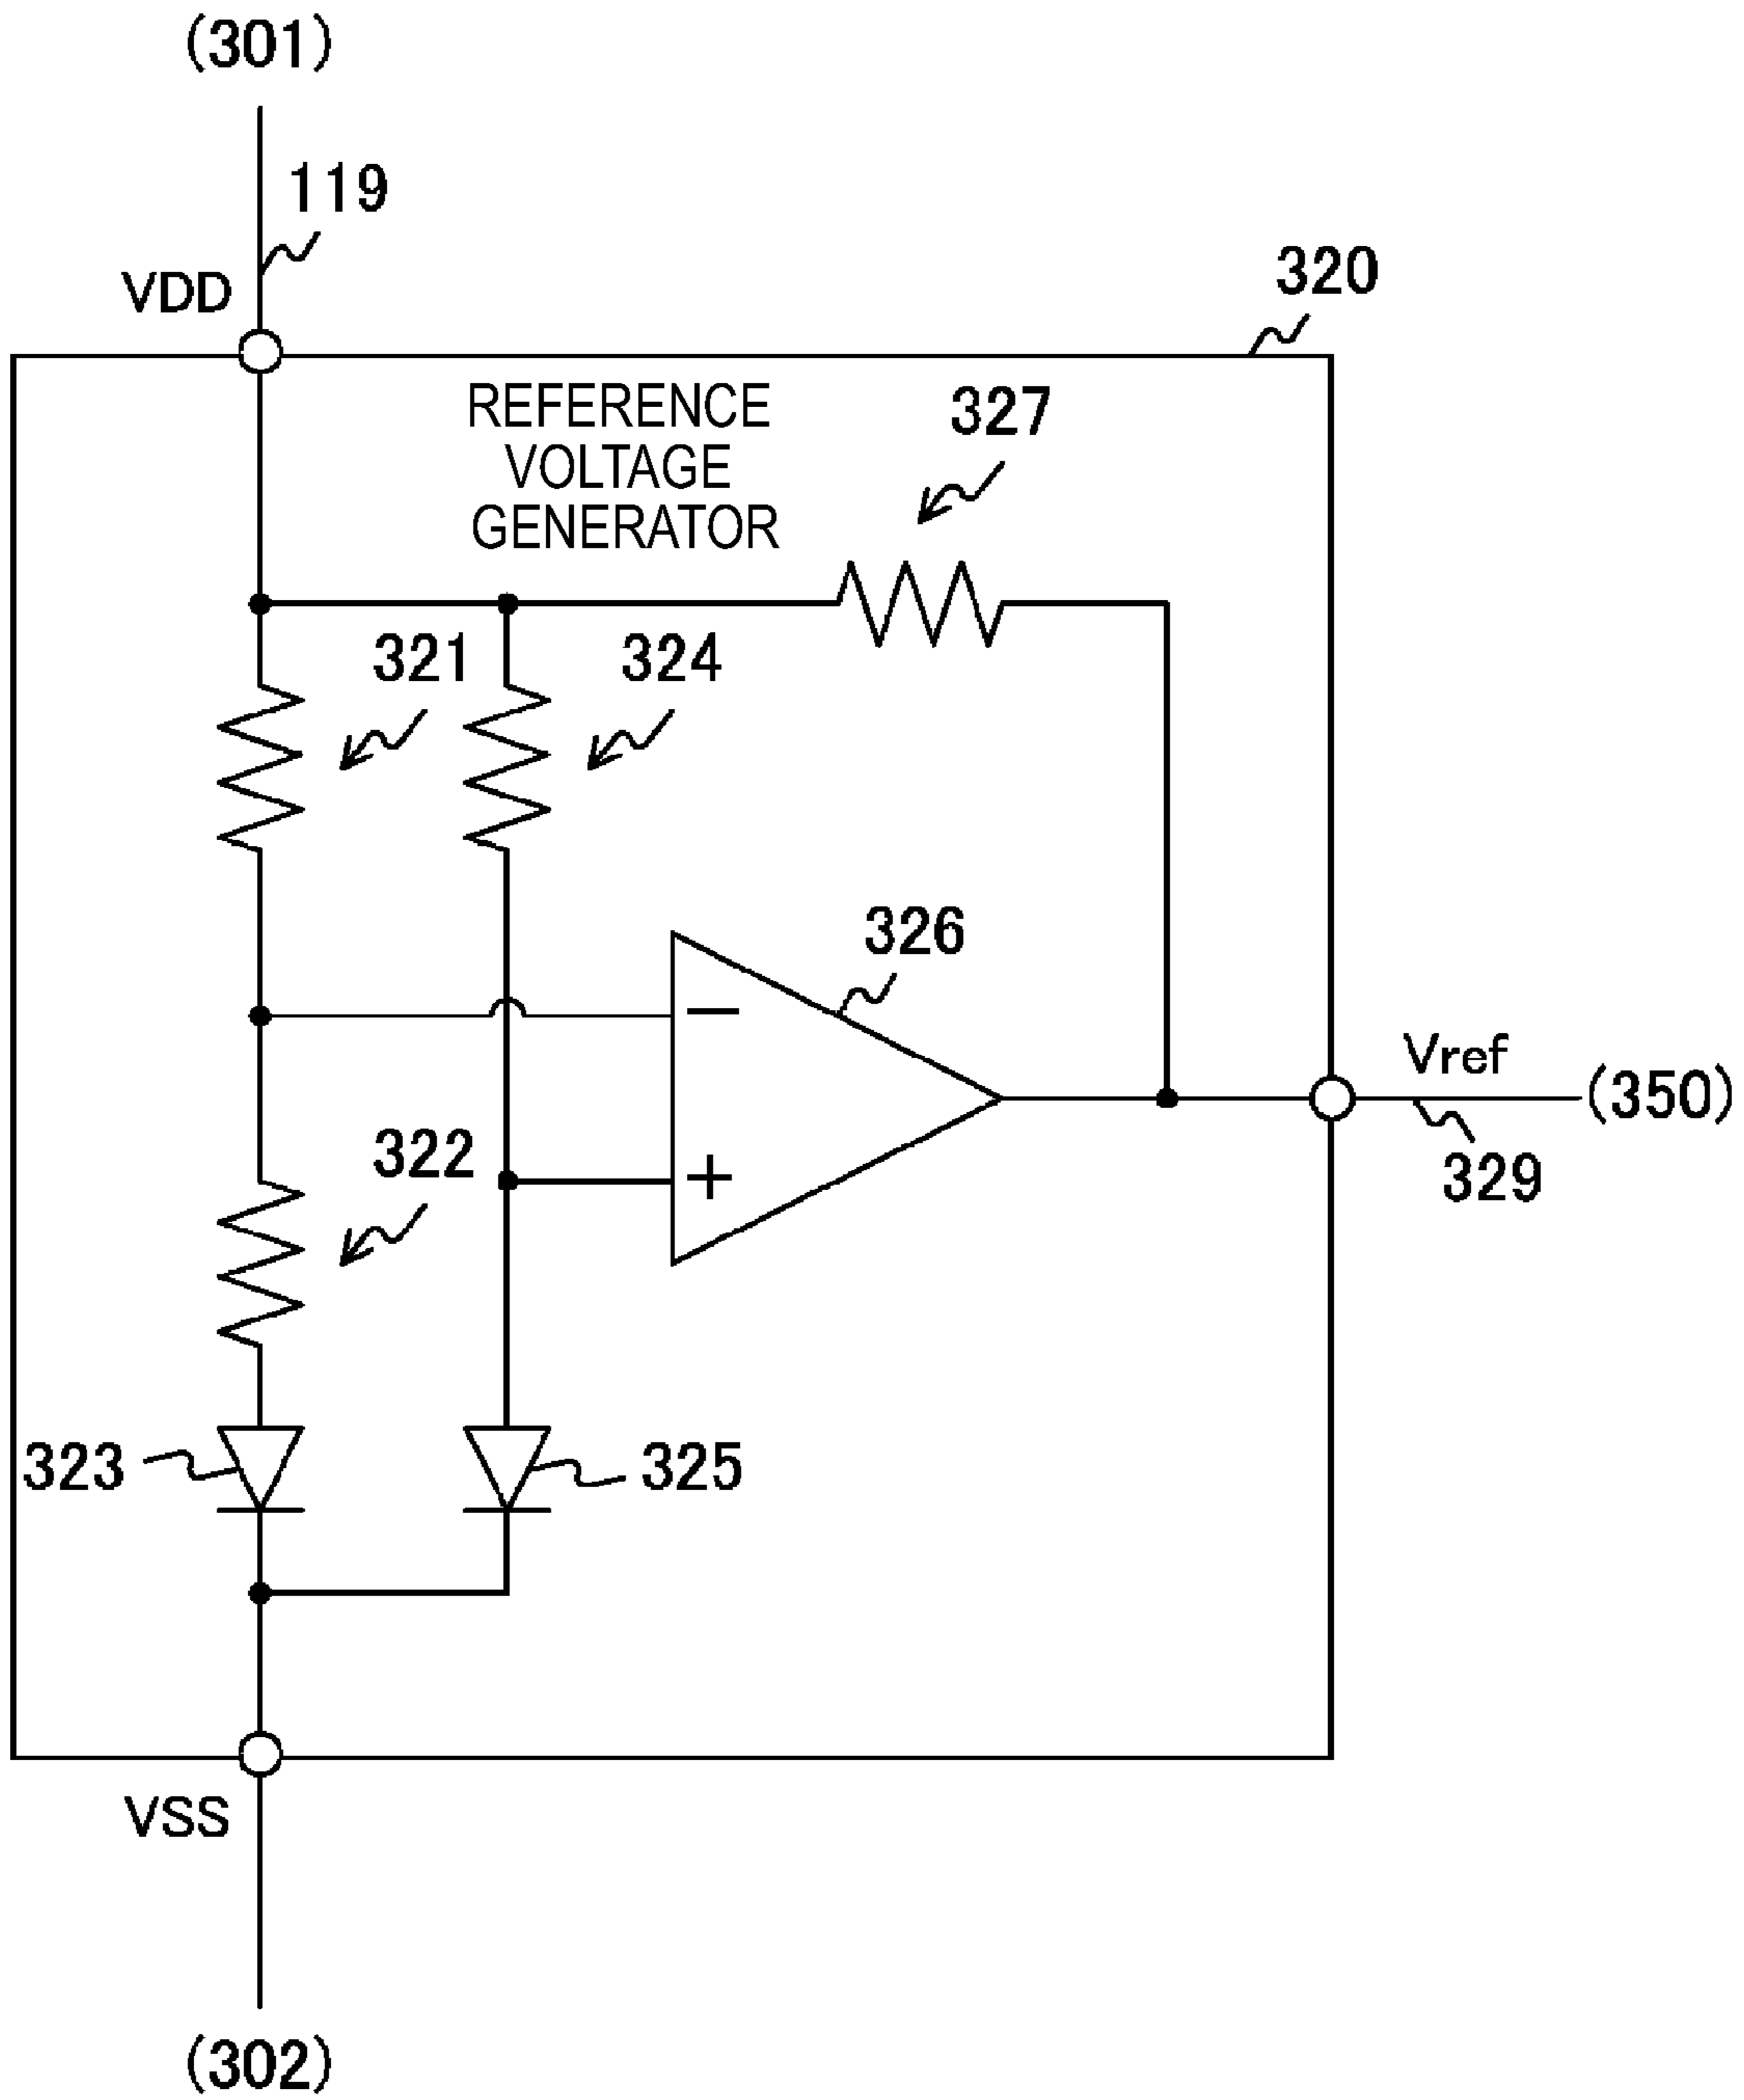 (301)
119
VDD
320
REFERENCE
VOLTAGE
GENERATOR
327
321
324
326
Vref
(350)
322
329
323
325
VSS
(302)
−
+